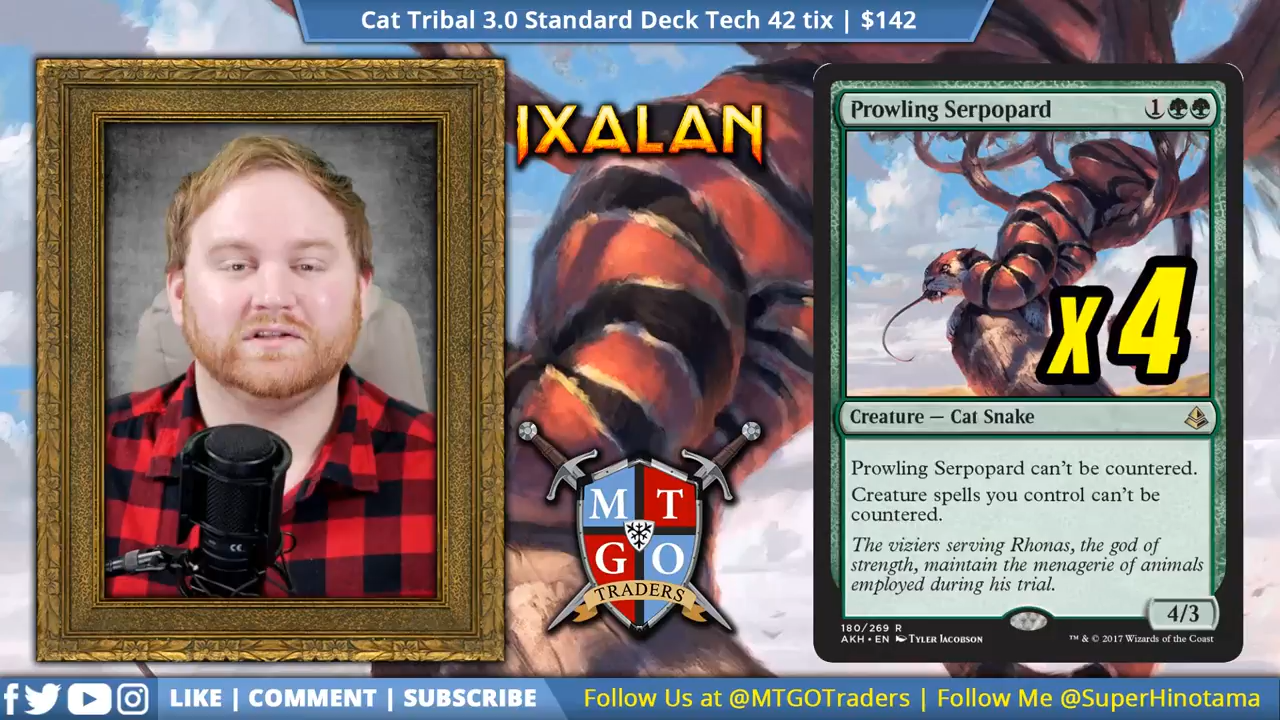 Cat Tribal 3.0 Standard Deck Tech 42 tix | $142
IXALAN
Prowling Serpopard 1
x4
Creature — Cat Snake
Prowling Serpopard can't be countered.
Creature spells you control can't be
countered.
The viziers serving Rhonas, the god of
strength, maintain the menagerie of animals
employed during his trial.
4/3
180/269 R
AKH • EN Tyler Jacobson
™ & © 2017 Wizards of the Coast
M T
G O
TRADERS
CE
LIKE | COMMENT | SUBSCRIBE
Follow Us at @MTGOTraders | Follow Me @SuperHinotama